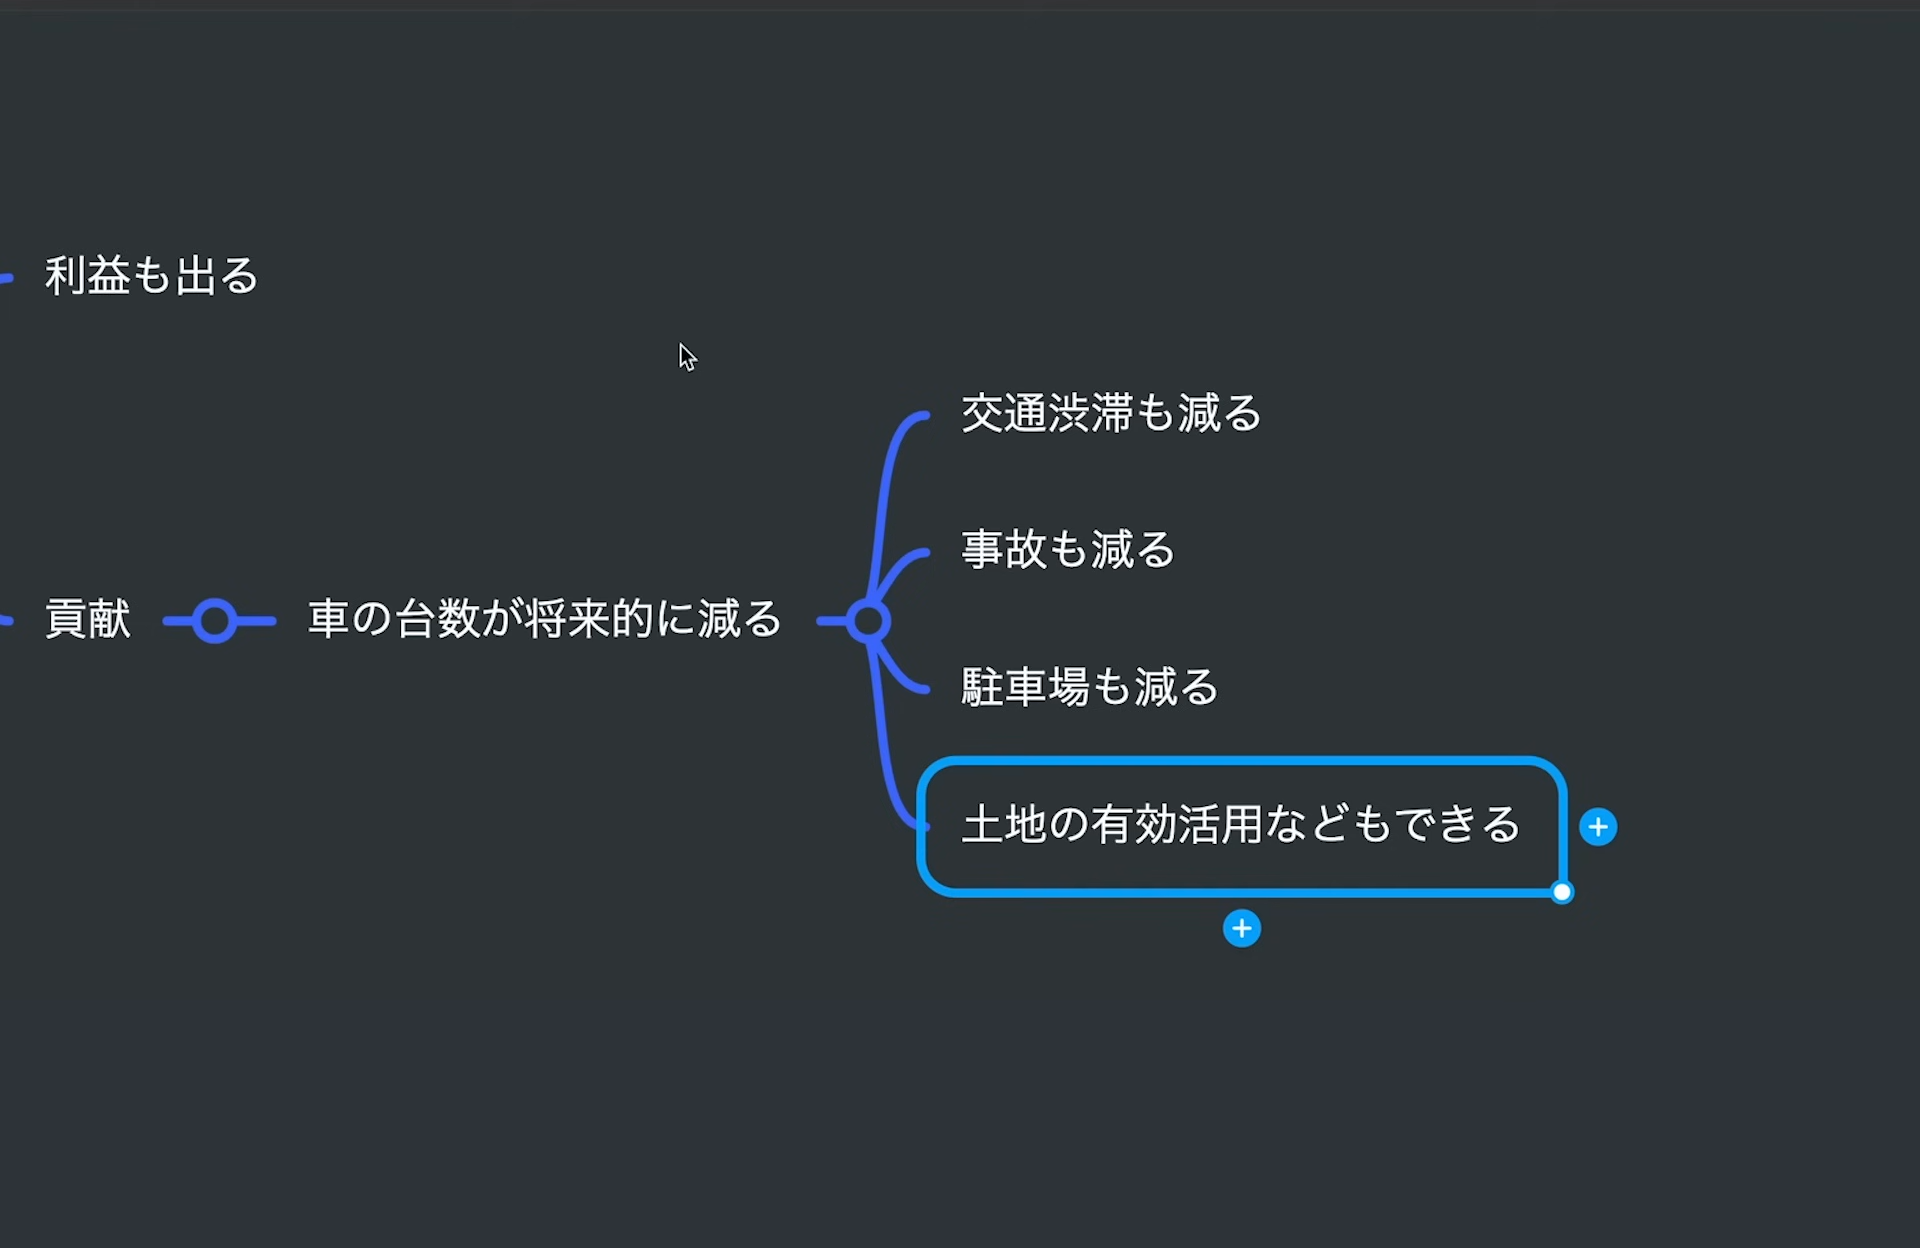 利益も出る
貢献
車の台数が将来的に減る
交通渋滞も減る
事故も減る
駐車場も減る
土地の有効活用などもできる